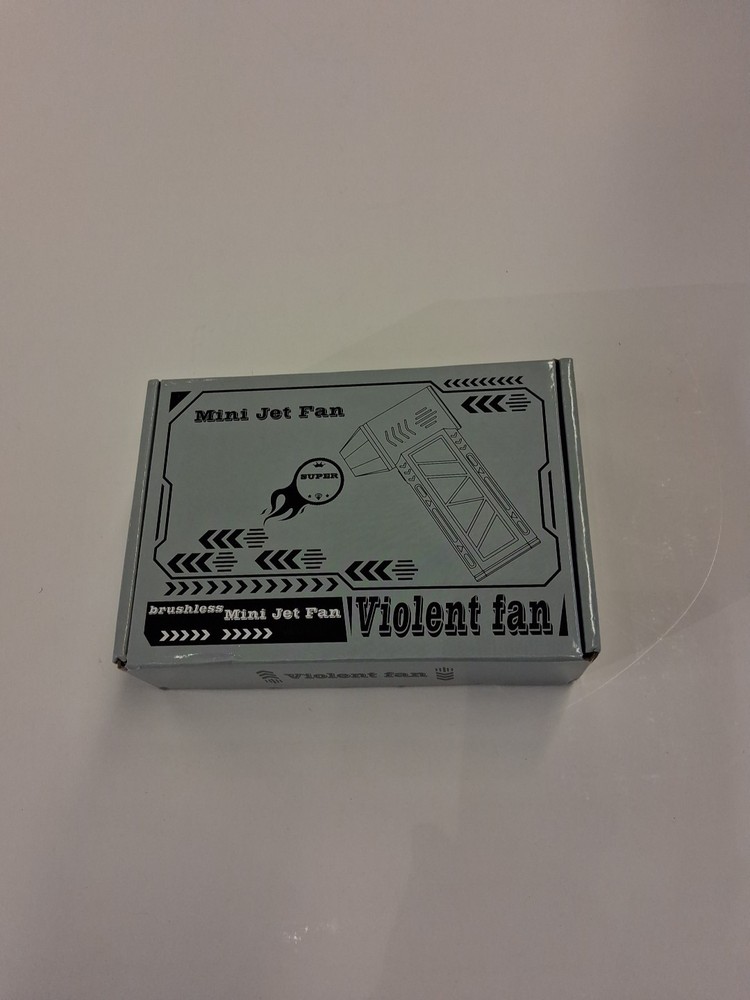 Mini Jet Fan
SUPER
brushless Mini Jet Fan
Violent fan
Violent fan